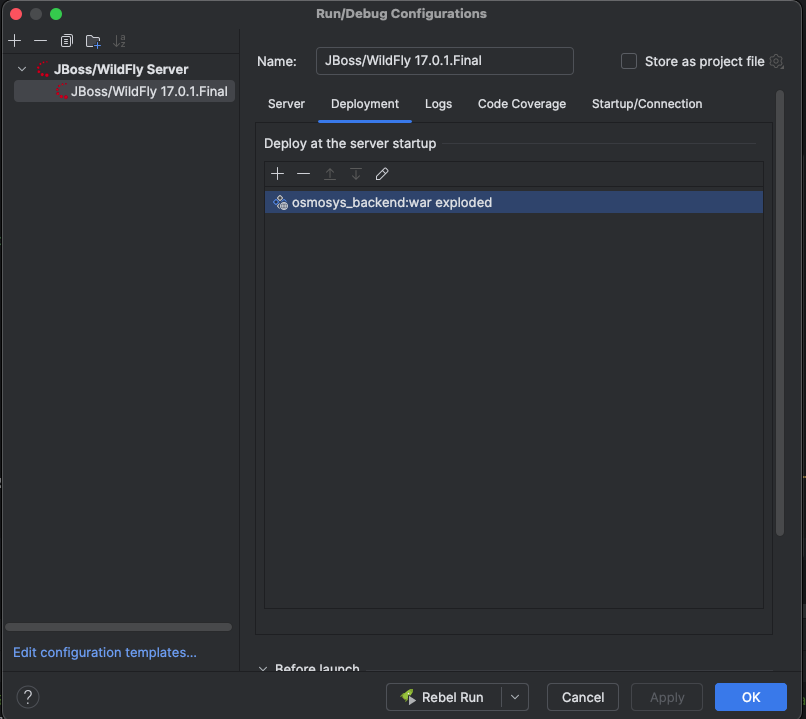 Run/Debug Configurations
JBoss/WildFly Server
JBoss/WildFly 17.0.1.Final
Name:
JBoss/WildFly 17.0.1.Final
Store as project file
Server
Deployment
Logs
Code Coverage
Startup/Connection
Deploy at the server startup
osmosys_backend:war exploded
Edit configuration templates...
Before launch
?
Rebel Run
Cancel
Apply
OK